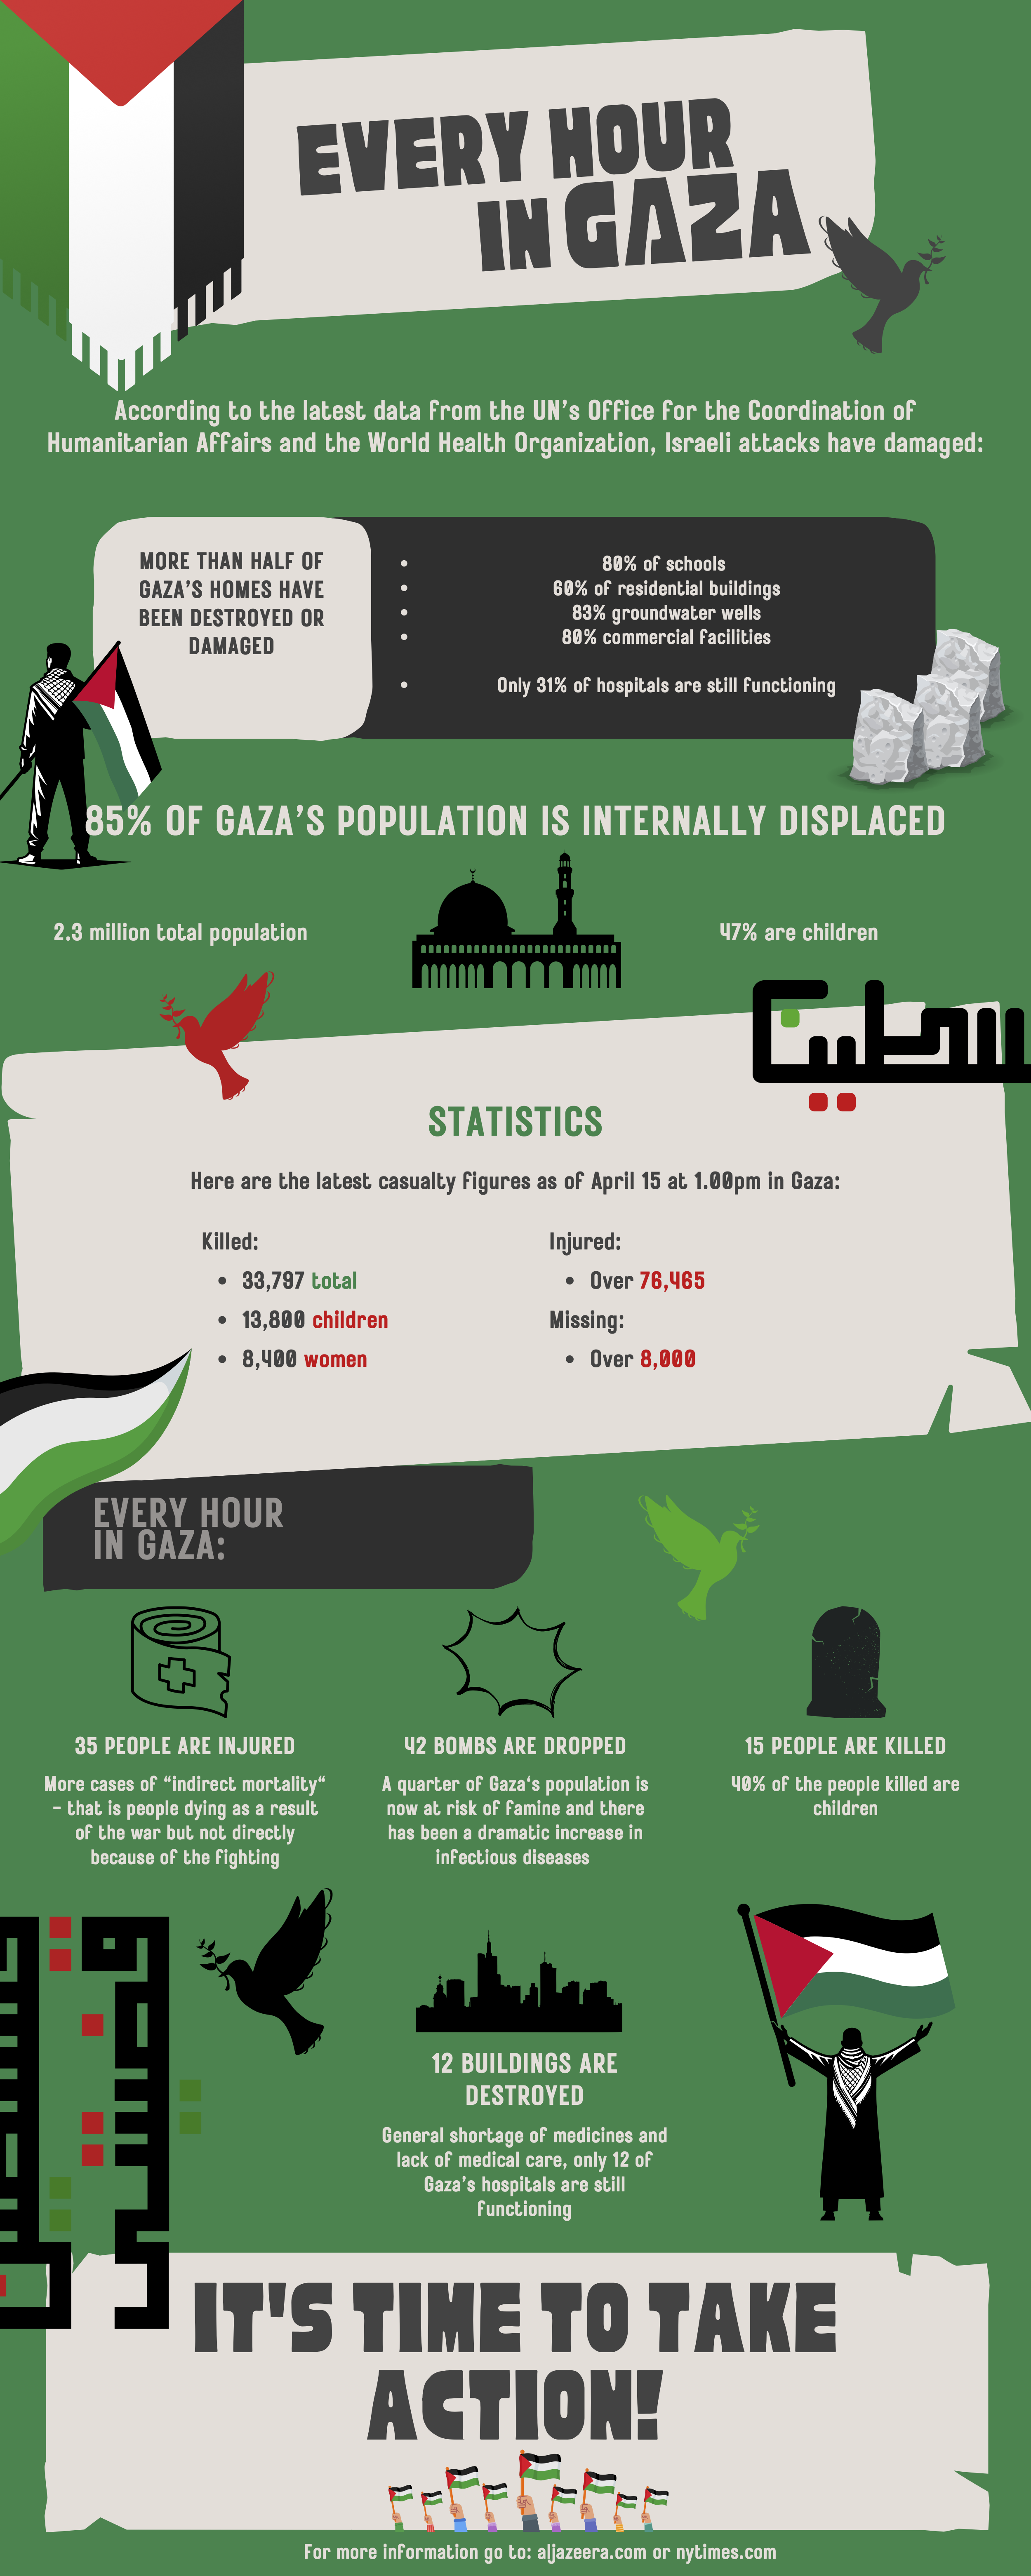 EVERY HOUR
IN GAZA
According to the latest data from the UN's Office for the Coordination of
Humanitarian Affairs and the World Health Organization, Israeli attacks have damaged:
MORE THAN HALF OF
GAZA'S HOMES HAVE
BEEN DESTROYED OR
DAMAGED
• 80% of schools
• 60% of residential buildings
• 83% groundwater wells
• 80% commercial facilities
• Only 31% of hospitals are still functioning
85% OF GAZA'S POPULATION IS INTERNALLY DISPLACED
2.3 million total population
47% are children
STATISTICS
Here are the latest casualty figures as of April 15 at 1.00pm in Gaza:
Killed:
• 33,797 total
• 13,800 children
• 8,400 women
Injured:
• Over 76,465
Missing:
• Over 8,000
EVERY HOUR
IN GAZA:
35 PEOPLE ARE INJURED
More cases of “indirect mortality“
- that is people dying as a result
of the war but not directly
because of the fighting
42 BOMBS ARE DROPPED
A quarter of Gaza‘s population is
now at risk of famine and there
has been a dramatic increase in
infectious diseases
15 PEOPLE ARE KILLED
40% of the people killed are
children
12 BUILDINGS ARE
DESTROYED
General shortage of medicines and
lack of medical care, only 12 of
Gaza's hospitals are still
functioning
IT'S TIME TO TAKE
ACTION!
For more information go to: aljazeera.com or nytimes.com